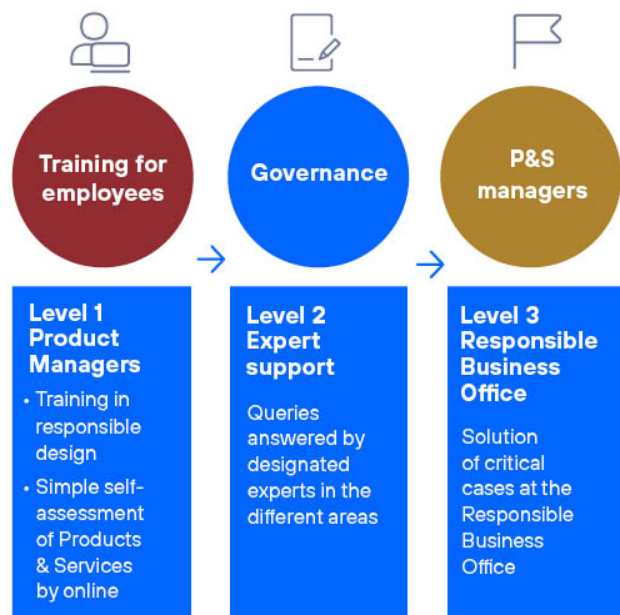 Training for
employees
Governance
P&S
managers
Level 1
Product
Managers
• Training in
responsible
design
• Simple self-
assessment
of Products
& Services
by online
Level 2
Expert
support
Queries
answered by
designated
experts in the
different areas
Level 3
Responsible
Business
Office
Solution
of critical
cases at the
Responsible
Business
Office